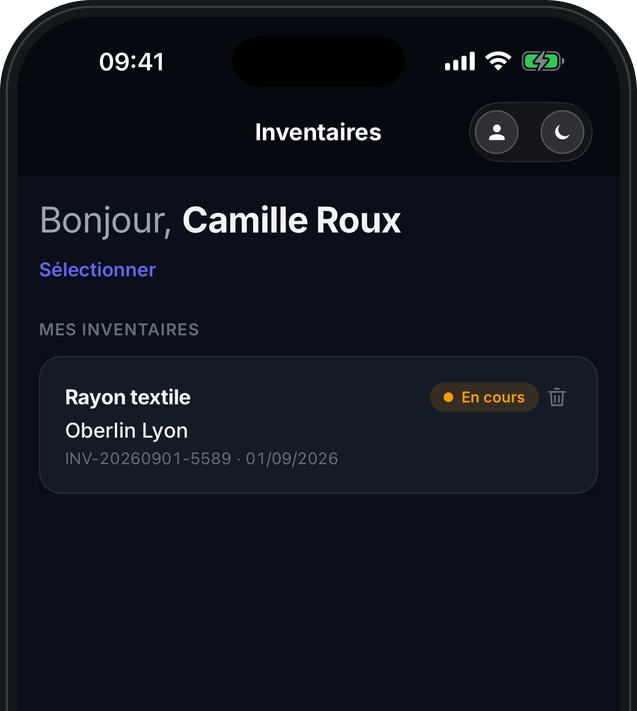 09:41
Inventaires
Bonjour, Camille Roux
Sélectionner
MES INVENTAIRES
Rayon textile
En cours
Oberlin Lyon
INV-20260901-5589 · 01/09/2026